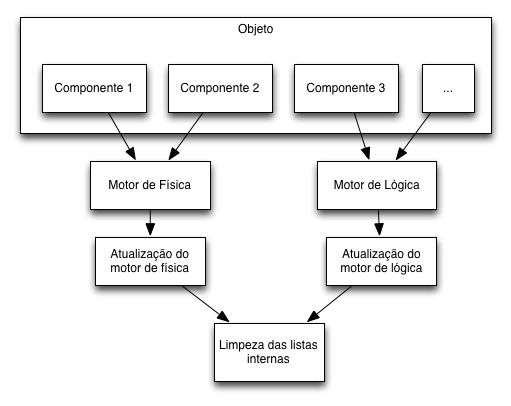 Objeto
Componente 1
Componente 2
Componente 3
...
Motor de Física
Motor de Lógica
Atualização do
motor de física
Atualização do
motor de lógica
Limpeza das listas
internas